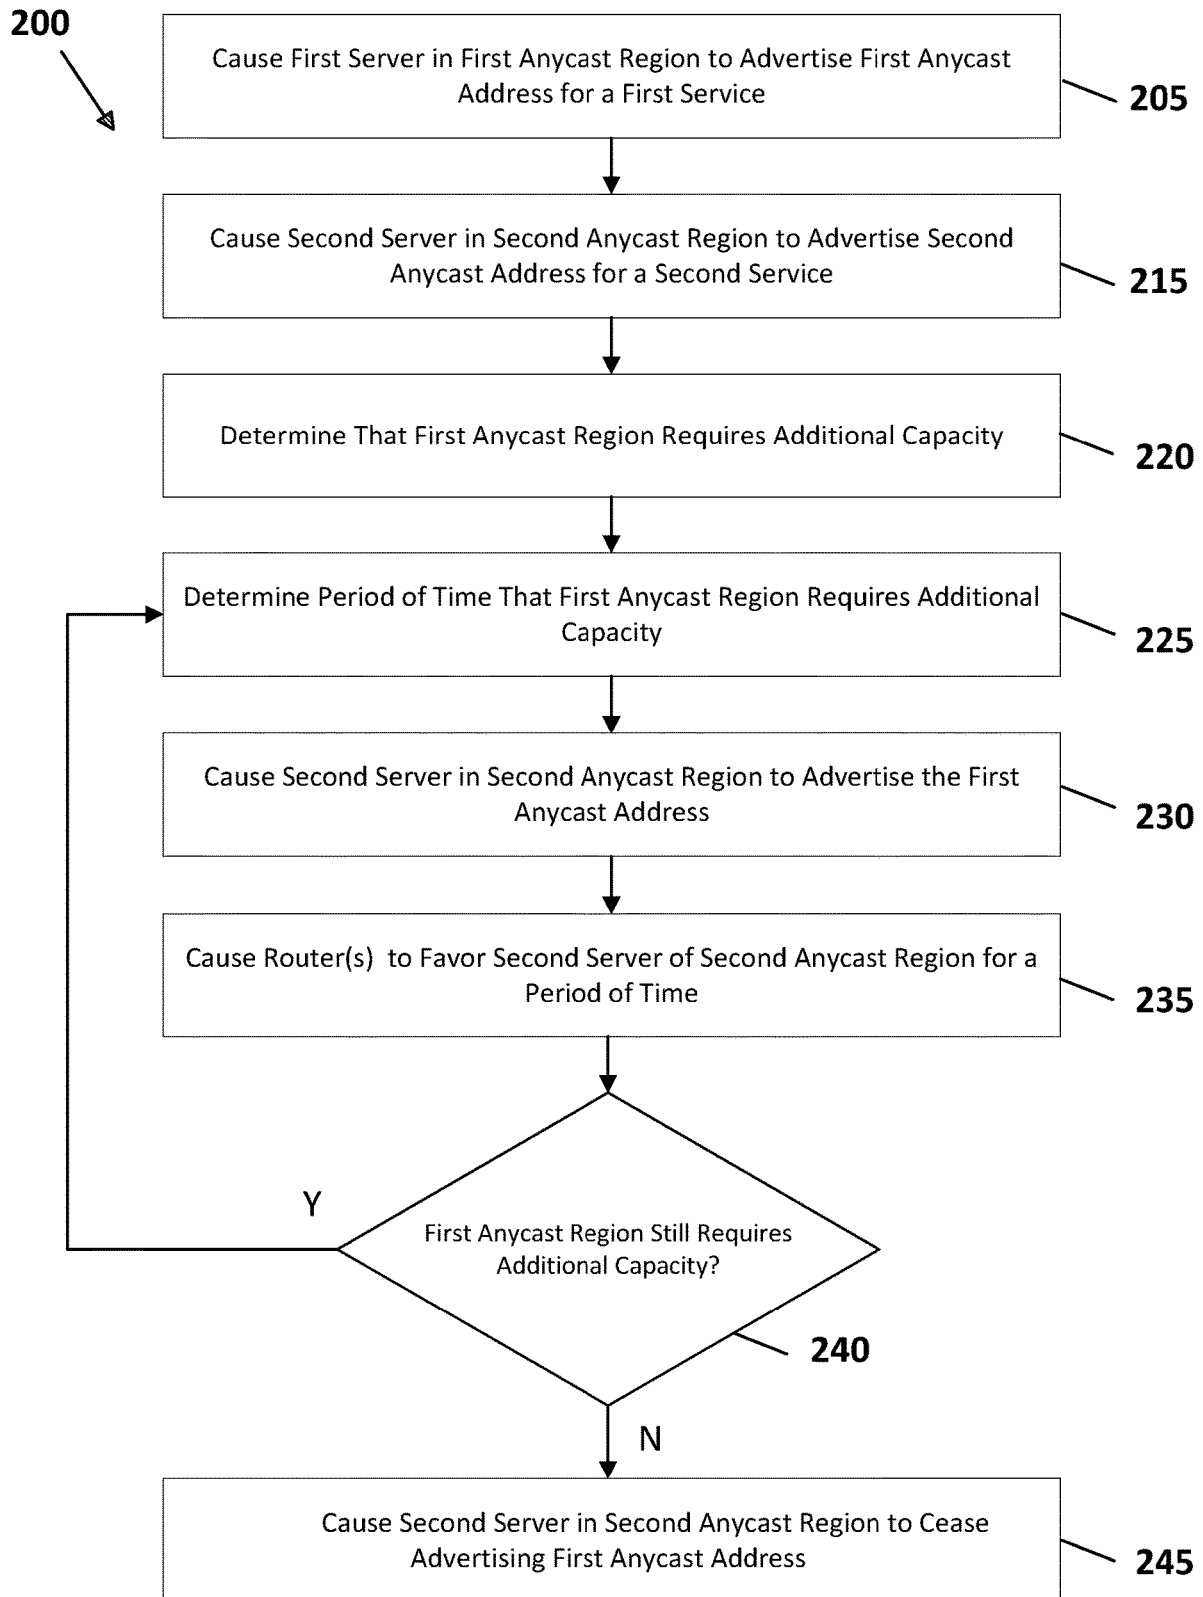 200
Cause First Server in First Anycast Region to Advertise First Anycast
Address for a First Service
205
Cause Second Server in Second Anycast Region to Advertise Second
Anycast Address for a Second Service
215
Determine That First Anycast Region Requires Additional Capacity
220
Determine Period of Time That First Anycast Region Requires Additional
Capacity
225
Cause Second Server in Second Anycast Region to Advertise the First
Anycast Address
230
Cause Router(s) to Favor Second Server of Second Anycast Region for a
Period of Time
235
Y
First Anycast Region Still Requires
Additional Capacity?
240
N
Cause Second Server in Second Anycast Region to Cease
Advertising First Anycast Address
245